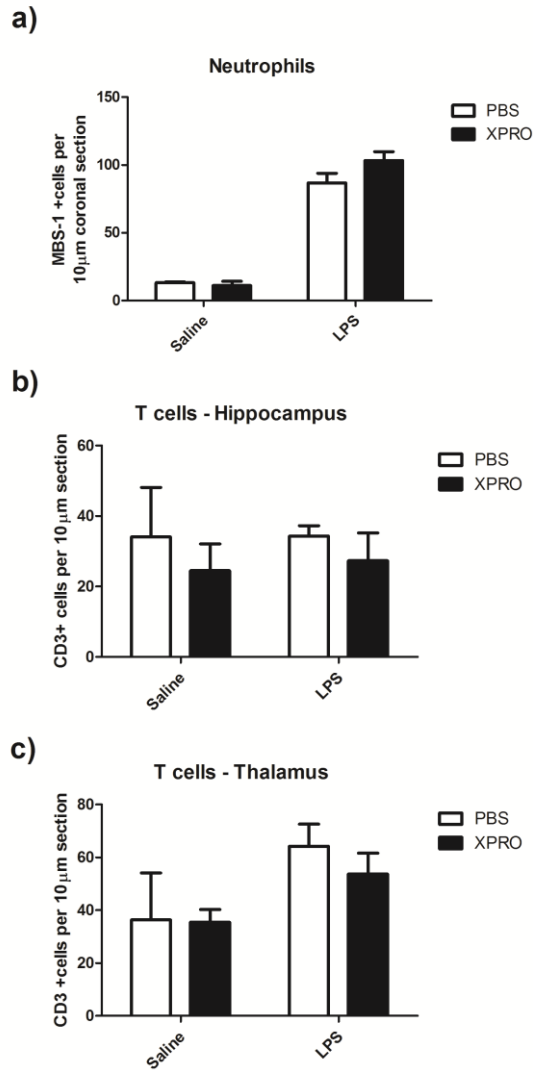 a)
Neutrophils
MBS-1 +cells per
10μm coronal section
150
100
50
0
Saline
LPS
PBS
XPRO
b)
T cells - Hippocampus
CD3+ cells per 10μm section
60
40
20
0
Saline
LPS
PBS
XPRO
c)
T cells - Thalamus
CD3 +cells per 10μm section
80
60
40
20
0
Saline
LPS
PBS
XPRO